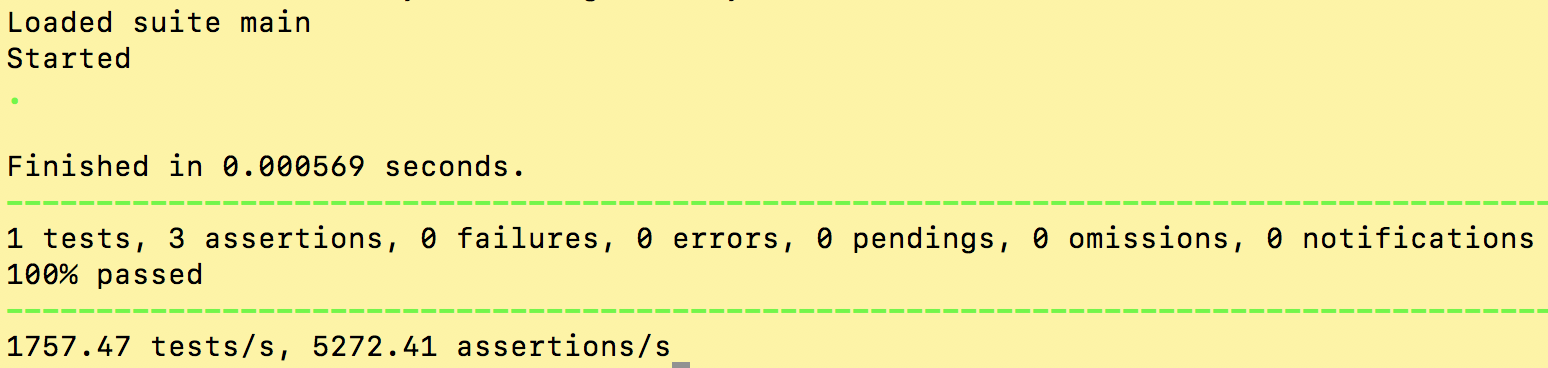 Loaded suite main
Started
.
Finished in 0.000569 seconds.
--------------------------------------------------------------------------------------
1 tests, 3 assertions, 0 failures, 0 errors, 0 pendings, 0 omissions, 0 notifications
100% passed
--------------------------------------------------------------------------------------
1757.47 tests/s, 5272.41 assertions/s